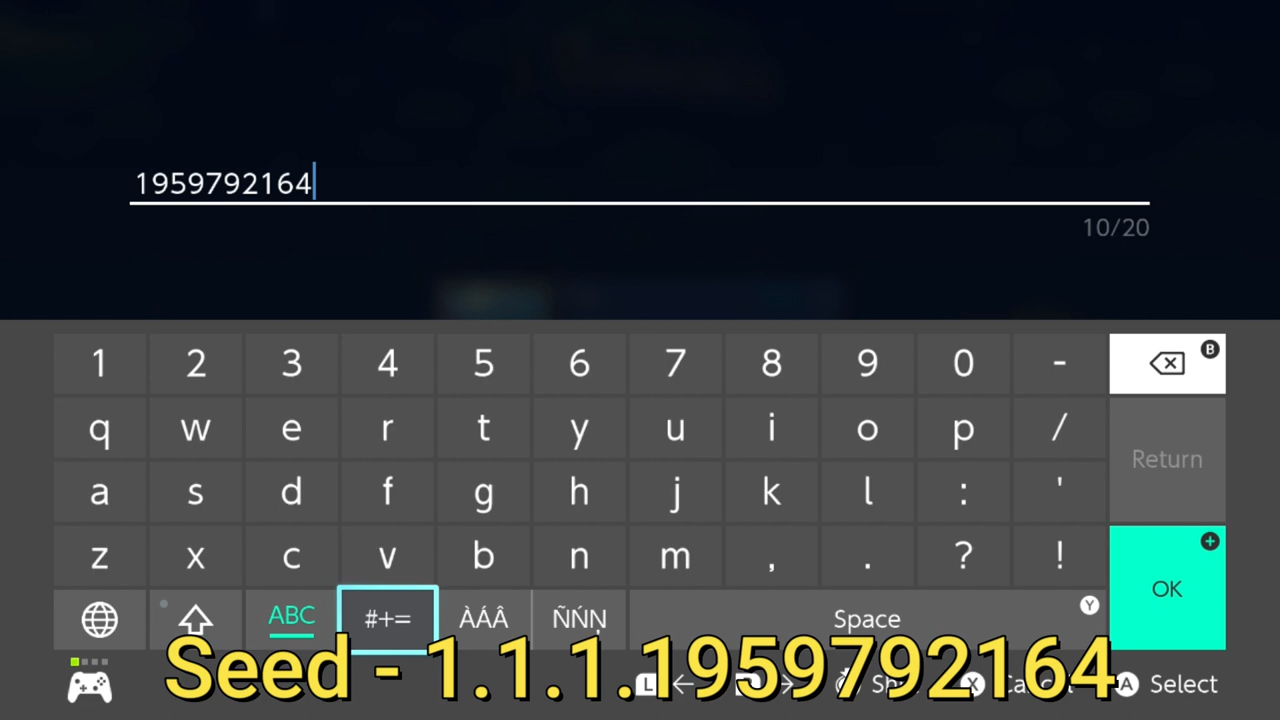 1959792164
10/20
1 2 3 4 5 6 7 8 9 0 - B
q w e r t y u i o p /
Return
a s d f g h j k l : '
z x c v b n m , . ? ! +
OK
ABC #+= ÀÁÂ ÑŃŅ Space Y
Seed - 1.1.1.1959792164
L X A Select